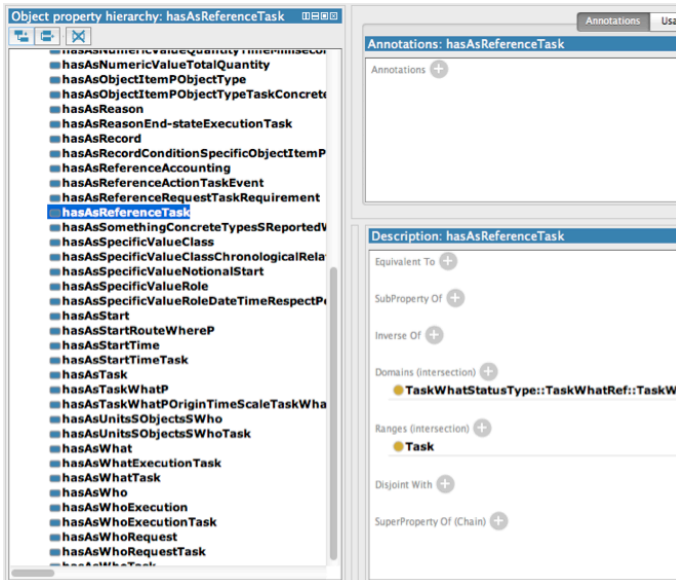 Object property hierarchy: hasAsReferenceTask
hasAsNumericValueQuantityTimeMillisecon
hasAsNumericValueTotalQuantity
hasAsObjectItemPObjectType
hasAsObjectItemPObjectTypeTaskConcrete
hasAsReason
hasAsReasonEnd-stateExecutionTask
hasAsRecord
hasAsRecordConditionSpecificObjectItemP
hasAsReferenceAccounting
hasAsReferenceActionTaskEvent
hasAsReferenceRequestTaskRequirement
hasAsReferenceTask
hasAsSomethingConcreteTypesSReportedW
hasAsSpecificValueClass
hasAsSpecificValueClassChronologicalRela
hasAsSpecificValueNotionalStart
hasAsSpecificValueRole
hasAsSpecificValueRoleDateTimeRespectPe
hasAsStart
hasAsStartRouteWhereP
hasAsStartTime
hasAsStartTimeTask
hasAsTask
hasAsTaskWhatP
hasAsTaskWhatPOriginTimeScaleTaskWha
hasAsUnitsSObjectsSWho
hasAsUnitsSObjectsSWhoTask
hasAsWhat
hasAsWhatExecutionTask
hasAsWhatTask
hasAsWho
hasAsWhoExecution
hasAsWhoExecutionTask
hasAsWhoRequest
hasAsWhoRequestTask
hasAsWhoTask
Annotations Usa
Annotations: hasAsReferenceTask
Annotations
Description: hasAsReferenceTask
Equivalent To
SubProperty Of
Inverse Of
Domains (intersection)
TaskWhatStatusType::TaskWhatRef::TaskW
Ranges (intersection)
Task
Disjoint With
SuperProperty Of (Chain)